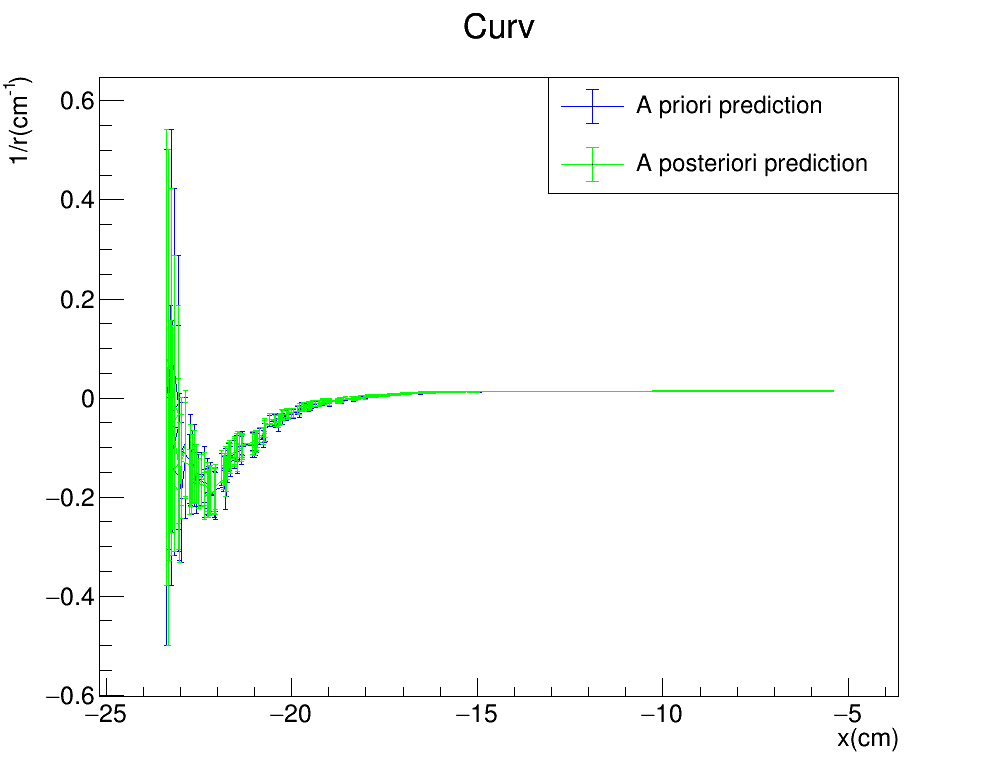 Curv
1/r(cm⁻¹)
A priori prediction
A posteriori prediction
0.6
0.4
0.2
0
−0.2
−0.4
−0.6
−25 −20 −15 −10 −5
x(cm)